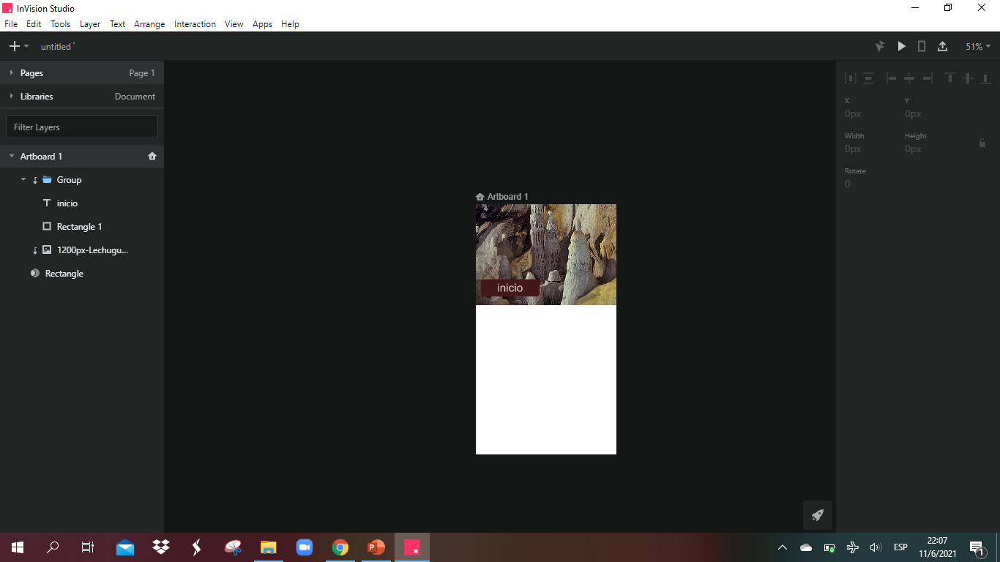 InVision Studio
File Edit Tools Layer Text Arrange Interaction View Apps Help
untitled*
51%
Pages Page 1
Libraries Document
Filter Layers
Artboard 1
Group
inicio
Rectangle 1
1200px-Lechugu...
Rectangle
Artboard 1
inicio
X Y
0px 0px
Width Height
0px 0px
Rotate
0
ESP
22:07
11/6/2021
1